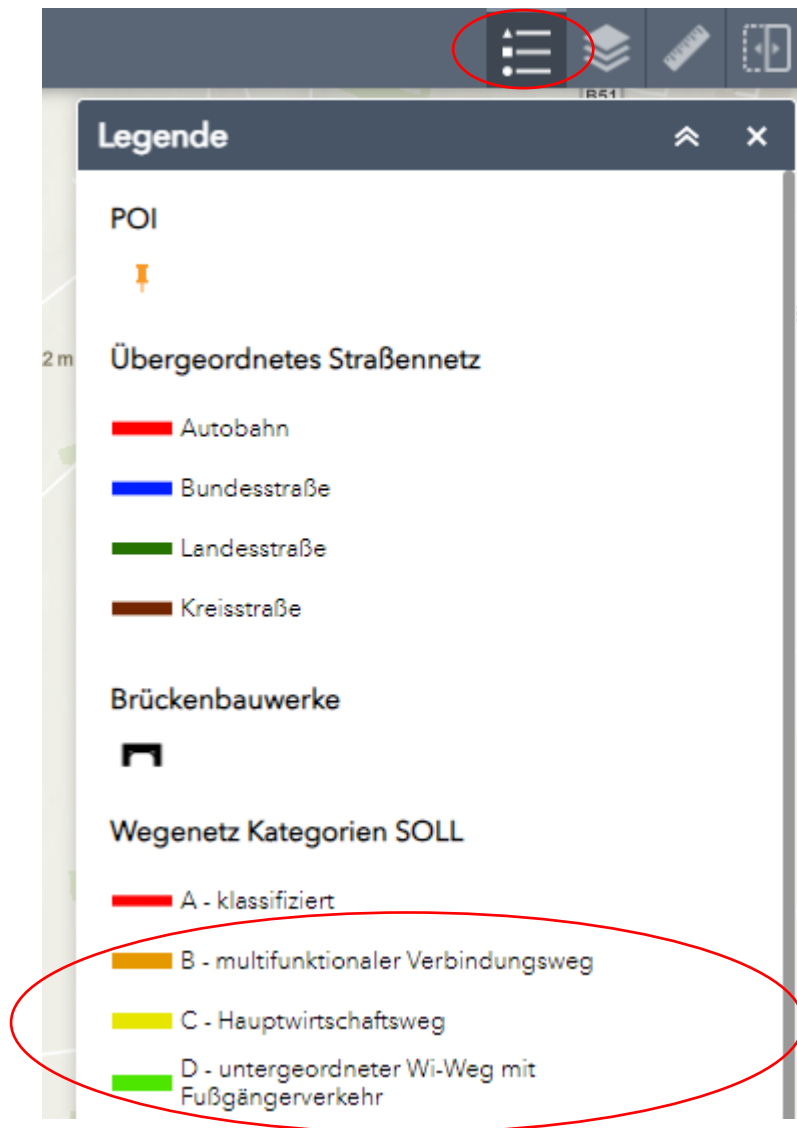 B51
Legende
POI
2 m
Übergeordnetes Straßennetz
Autobahn
Bundesstraße
Landesstraße
Kreisstraße
Brückenbauwerke
Wegenetz Kategorien SOLL
A - klassifiziert
B - multifunktionaler Verbindungsweg
C - Hauptwirtschaftsweg
D - untergeordneter Wi-Weg mit
Fußgängerverkehr